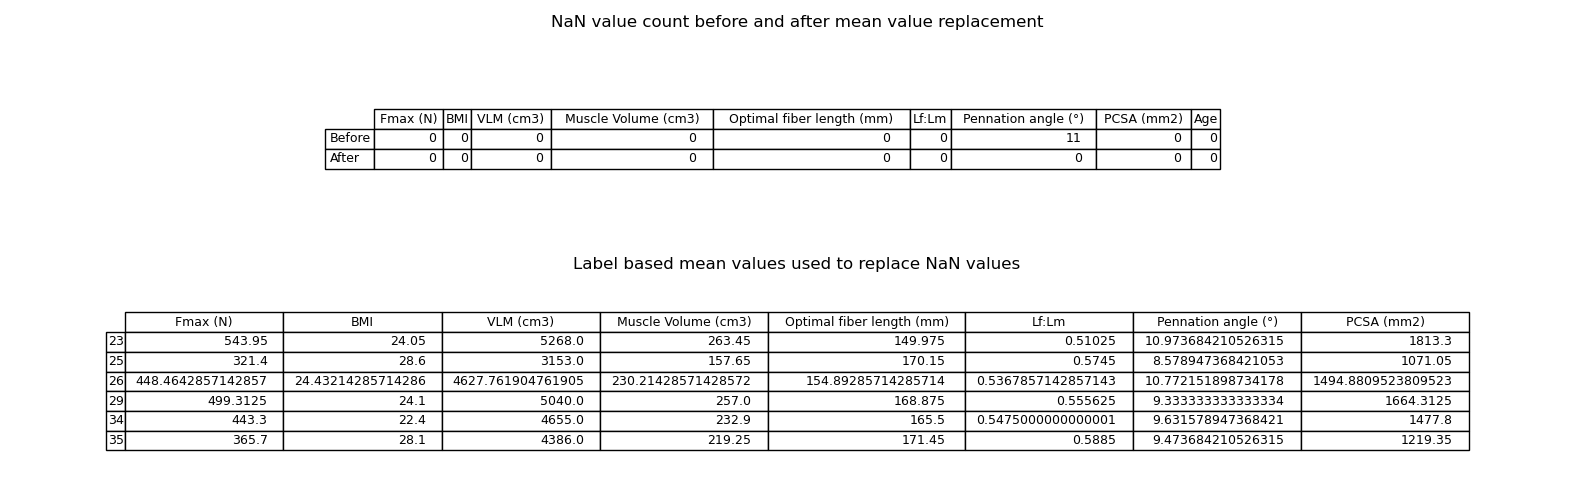 NaN value count before and after mean value replacement
Fmax (N) BMI VLM (cm3) Muscle Volume (cm3) Optimal fiber length (mm) Lf:Lm Pennation angle (°) PCSA (mm2) Age
Before 0 0 0 0 0 0 11 0 0
After 0 0 0 0 0 0 0 0 0
Label based mean values used to replace NaN values
Fmax (N) BMI VLM (cm3) Muscle Volume (cm3) Optimal fiber length (mm) Lf:Lm Pennation angle (°) PCSA (mm2)
23 543.95 24.05 5268.0 263.45 149.975 0.51025 10.973684210526315 1813.3
25 321.4 28.6 3153.0 157.65 170.15 0.5745 8.578947368421053 1071.05
26 448.4642857142857 24.43214285714286 4627.761904761905 230.21428571428572 154.89285714285714 0.5367857142857143 10.772151898734178 1494.8809523809523
29 499.3125 24.1 5040.0 257.0 168.875 0.555625 9.333333333333334 1664.3125
34 443.3 22.4 4655.0 232.9 165.5 0.5475000000000001 9.631578947368421 1477.8
35 365.7 28.1 4386.0 219.25 171.45 0.5885 9.473684210526315 1219.35